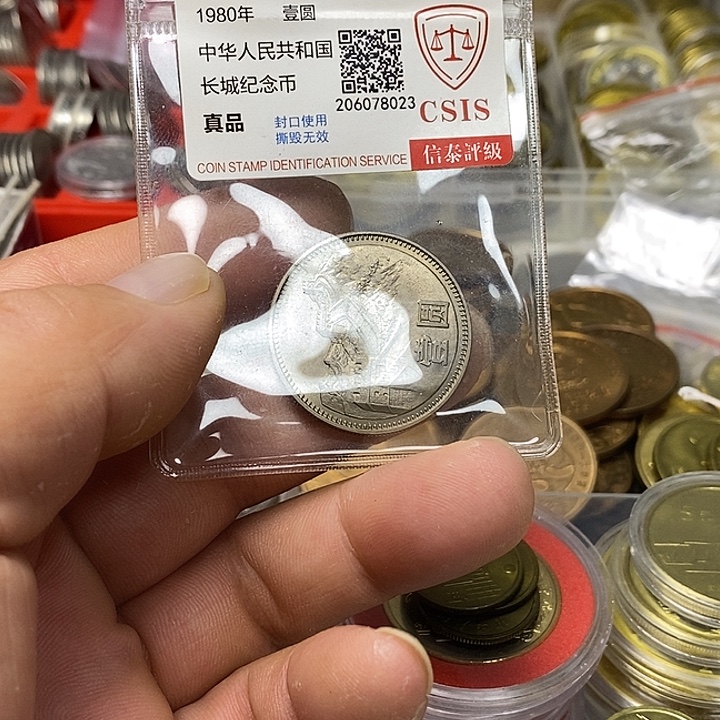 1980年 壹圆
中华人民共和国
长城纪念币
206078023
真品
封口使用
撕毁无效
CSIS
COIN STAMP IDENTIFICATION SERVICE
信泰評級
壹圆